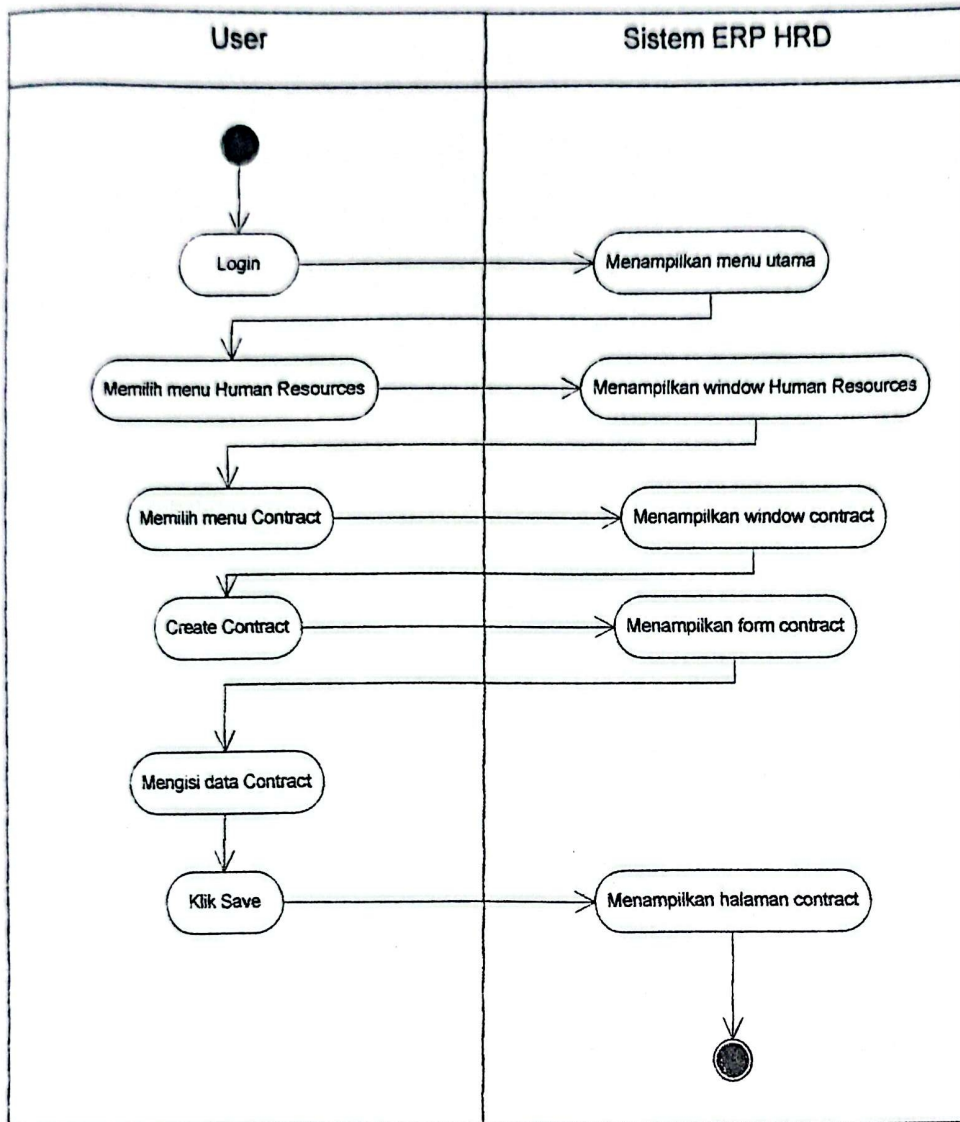 User
Sistem ERP HRD
Login
Menampilkan menu utama
Memilih menu Human Resources
Menampilkan window Human Resources
Memilih menu Contract
Menampilkan window contract
Create Contract
Menampilkan form contract
Mengisi data Contract
Klik Save
Menampilkan halaman contract